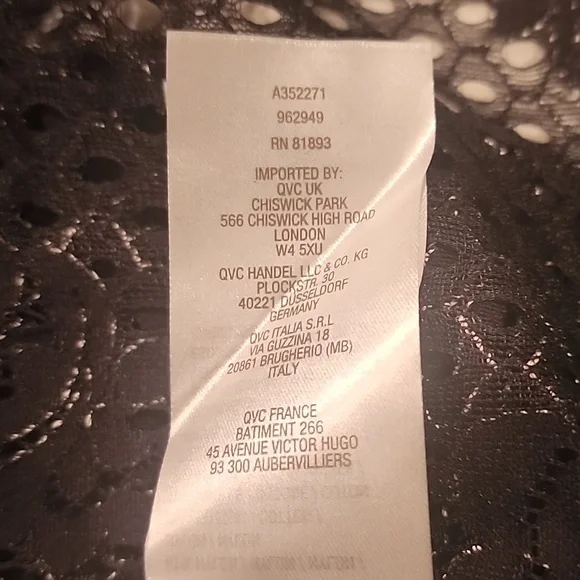 A352271
962949
RN 81893
IMPORTED BY:
QVC UK
CHISWICK PARK
566 CHISWICK HIGH ROAD
LONDON
W4 5XU
QVC HANDEL LLC & CO. KG
PLOCKSTR. 30
40221 DUSSELDORF
GERMANY
QVC ITALIA S.R.L
VIA GUZZINA 18
20861 BRUGHERIO (MB)
ITALY
QVC FRANCE
BATIMENT 266
45 AVENUE VICTOR HUGO
93 300 AUBERVILLIERS